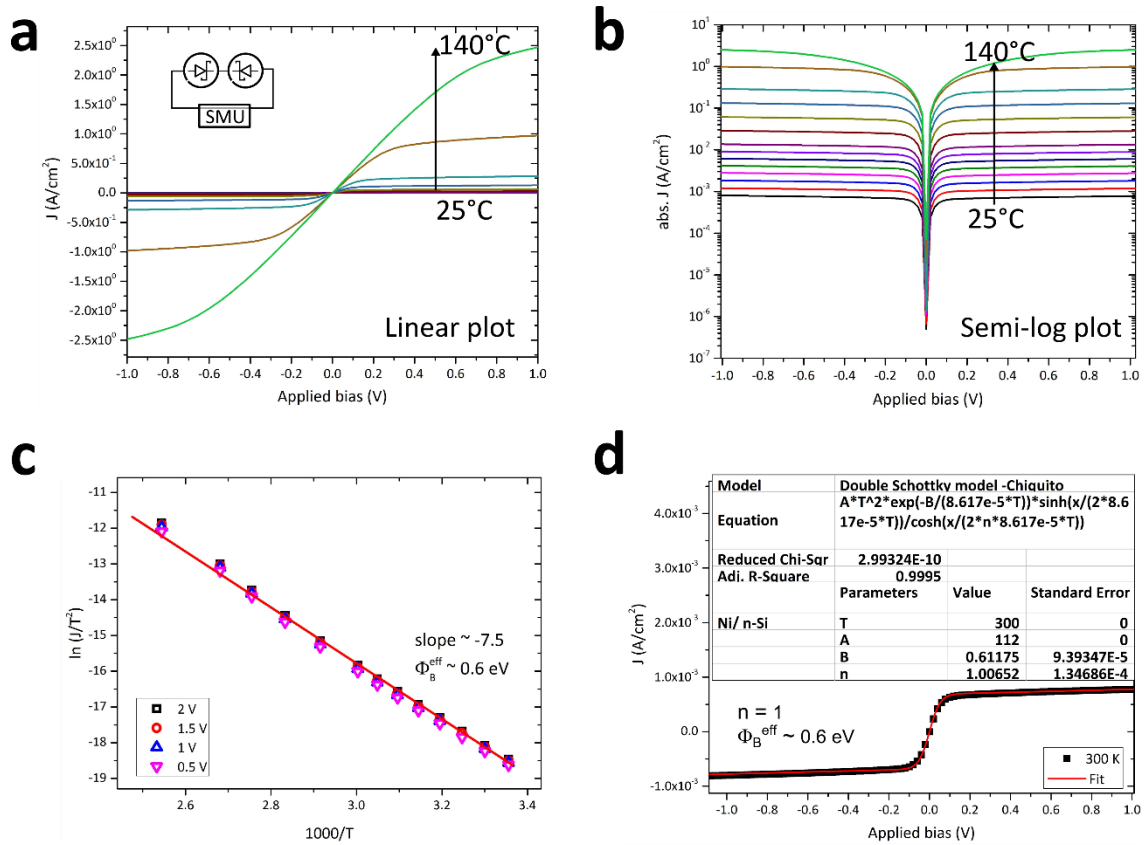 a
2.5x10⁰
2.0x10⁰
1.5x10⁰
1.0x10⁰
5.0x10⁻¹
0.0
-5.0x10⁻¹
-1.0x10⁰
-1.5x10⁰
-2.0x10⁰
-2.5x10⁰
J (A/cm²)
SMU
140°C
25°C
Linear plot
-1.0 -0.8 -0.6 -0.4 -0.2 0.0 0.2 0.4 0.6 0.8 1.0
Applied bias (V)
b
10¹
10⁰
10⁻¹
10⁻²
10⁻³
10⁻⁴
10⁻⁵
10⁻⁶
10⁻⁷
abs. J (A/cm²)
140°C
25°C
Semi-log plot
-1.0 -0.8 -0.6 -0.4 -0.2 0.0 0.2 0.4 0.6 0.8 1.0
Applied bias (V)
c
-11
-12
-13
-14
-15
-16
-17
-18
-19
ln (J/T²)
slope ~ -7.5
Φ_B^eff ~ 0.6 eV
2 V
1.5 V
1 V
0.5 V
2.6 2.8 3.0 3.2 3.4
1000/T
d
4.0x10⁻³
3.0x10⁻³
2.0x10⁻³
1.0x10⁻³
0.0
-1.0x10⁻³
J (A/cm²)
Model Double Schottky model -Chiquito
Equation A*T^2*exp(-B/(8.617e-5*T))*sinh(x/(2*8.6
17e-5*T))/cosh(x/(2*n*8.617e-5*T))
Reduced Chi-Sqr 2.99324E-10
Adi. R-Square 0.9995
Parameters Value Standard Error
Ni/ n-Si T 300 0
A 112 0
B 0.61175 9.39347E-5
n 1.00652 1.34686E-4
n = 1
Φ_B^eff ~ 0.6 eV
300 K
Fit
-1.0 -0.8 -0.6 -0.4 -0.2 0.0 0.2 0.4 0.6 0.8 1.0
Applied bias (V)